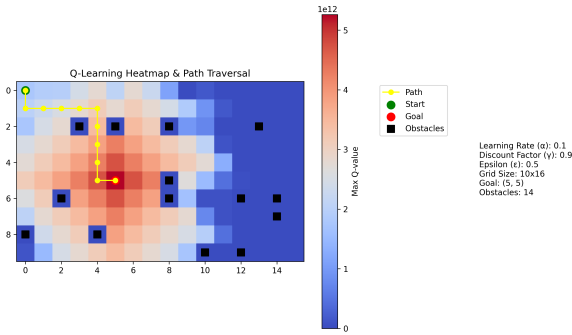 Q-Learning Heatmap & Path Traversal
0
2
4
6
8
0 2 4 6 8 10 12 14
1e12
5
4
3
2
1
0
Max Q-value
Path
Start
Goal
Obstacles
Learning Rate (α): 0.1
Discount Factor (γ): 0.9
Epsilon (ε): 0.5
Grid Size: 10x16
Goal: (5, 5)
Obstacles: 14